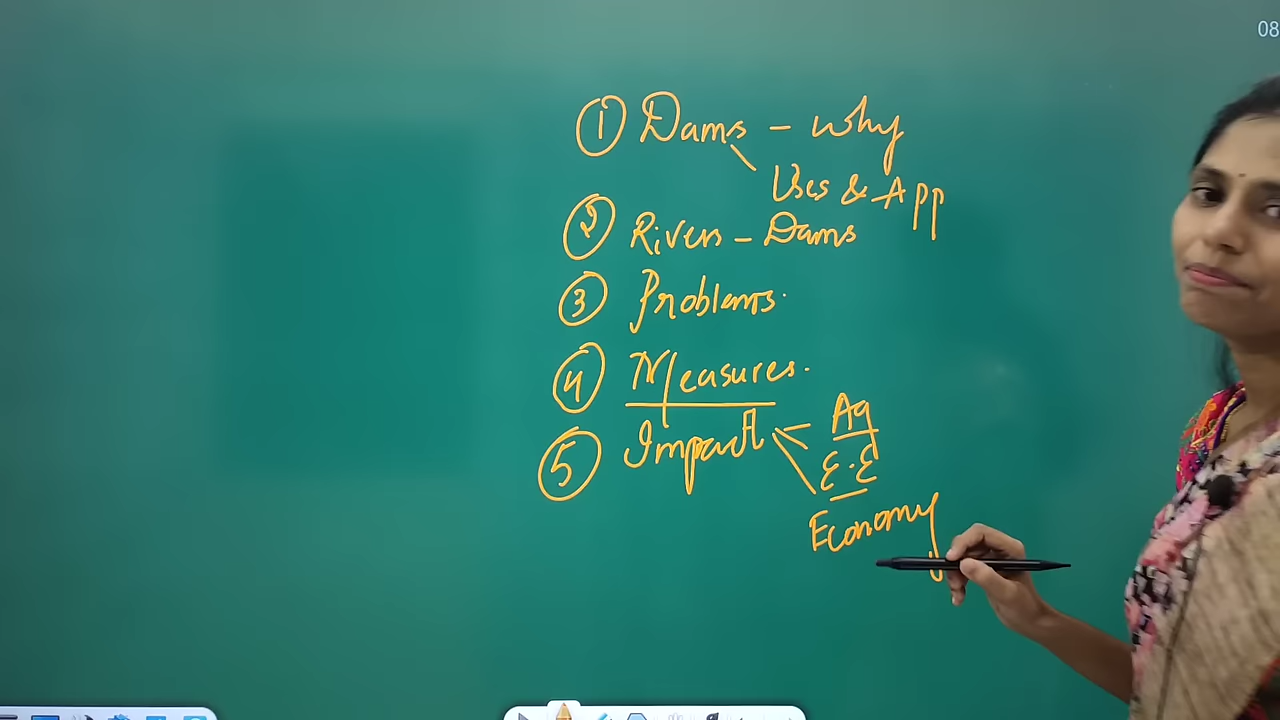 08
① Dams - why
Uses & App
② Rivers - Dams
③ Problems.
④ Measures.
⑤ Impact
Ag
E.E
Economy